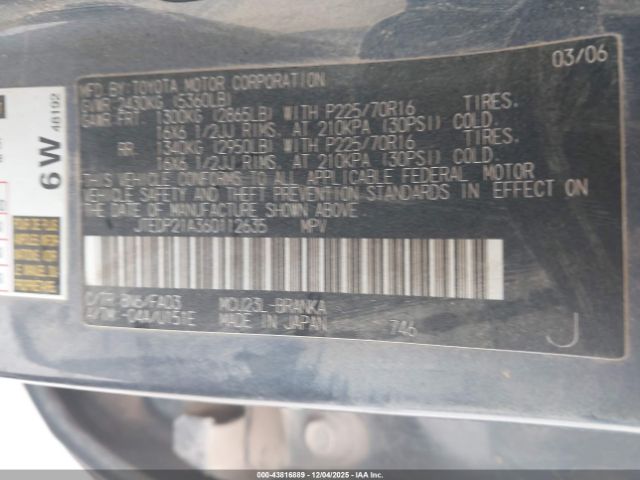 MFD. BY: TOYOTA MOTOR CORPORATION 03/06
GVWR 2430KG (5360LB)
GAWR FRT 1300KG (2865LB) WITH P225/70R16 TIRES.
16X6 1/2JJ RIMS. AT 210KPA (30PSI) COLD.
RR 1340KG (2950LB) WITH P225/70R16 TIRES.
16X6 1/2JJ RIMS. AT 210KPA (30PSI) COLD.
THIS VEHICLE CONFORMS TO ALL APPLICABLE FEDERAL MOTOR
VEHICLE SAFETY AND THEFT PREVENTION STANDARDS IN EFFECT ON
THE DATE OF MANUFACTURE SHOWN ABOVE.
JTEDP21A360112635 MPV
C/TR: 8N6/FA03 MCU23L-BRANKA
A/TM: -04A/U151E MADE IN JAPAN 746 J
6W 48192
000-43816889 - 12/04/2025 - IAAI.COM